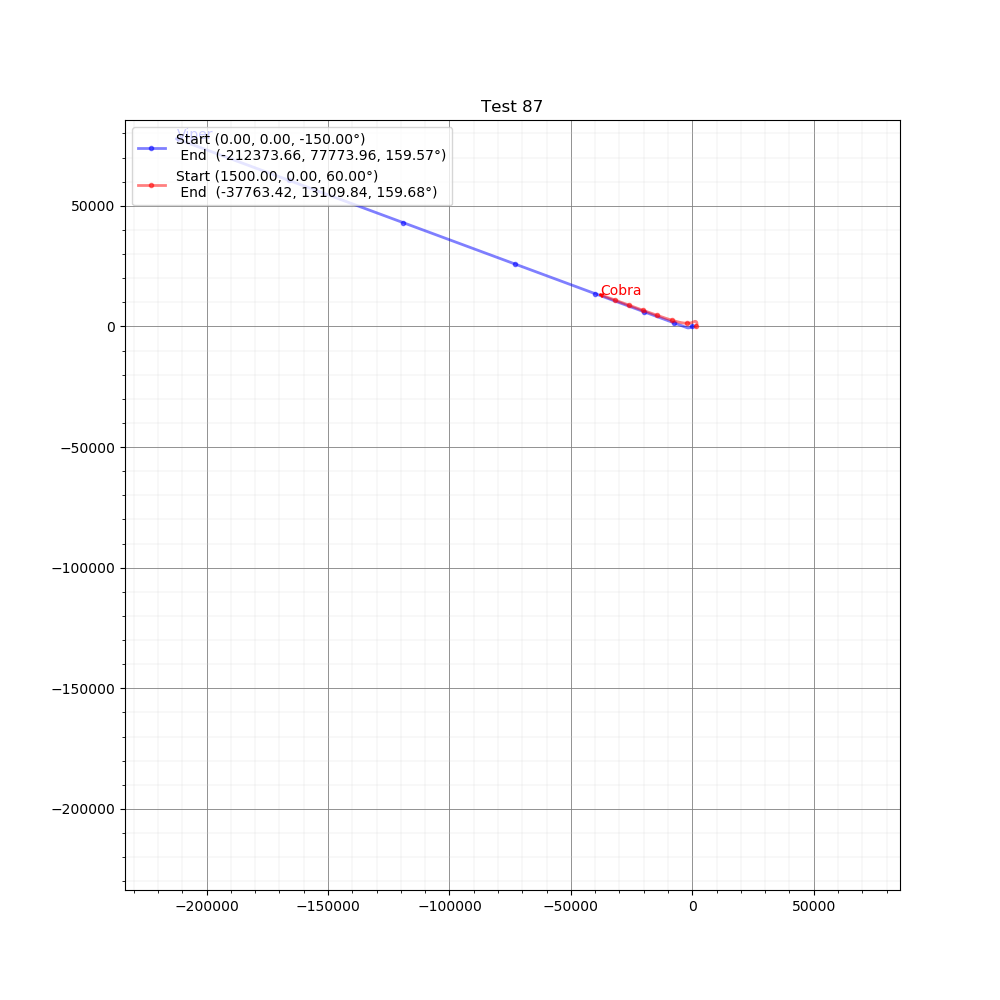 Test 87
Viper
Start (0.00, 0.00, -150.00°)
End (-212373.66, 77773.96, 159.57°)
Start (1500.00, 0.00, 60.00°)
End (-37763.42, 13109.84, 159.68°)
Cobra
50000
0
−50000
−100000
−150000
−200000
−200000 −150000 −100000 −50000 0 50000